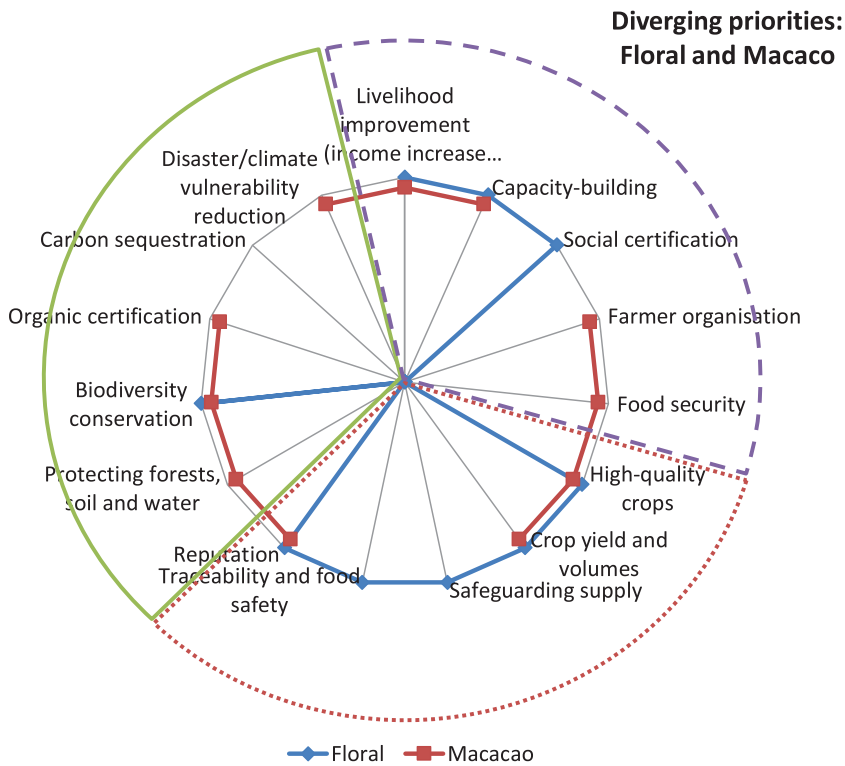 Diverging priorities:
Floral and Macaco
Livelihood
improvement
(income increase…
Capacity-building
Social certification
Farmer organisation
Food security
High-quality
crops
Crop yield and
volumes
Safeguarding supply
Traceability and food
safety
Reputation
Protecting forests,
soil and water
Biodiversity
conservation
Organic certification
Carbon sequestration
Disaster/climate
vulnerability
reduction
Floral
Macacao